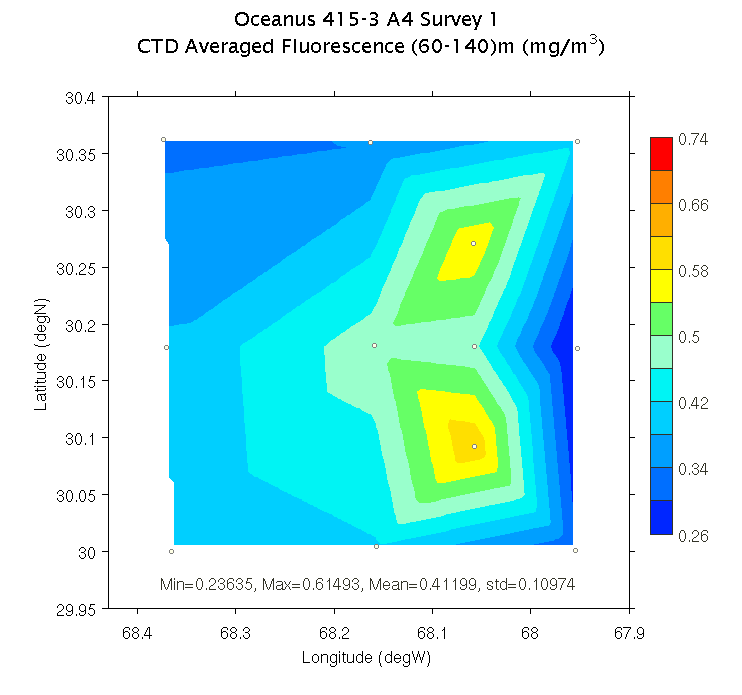 Oceanus 415-3 A4 Survey 1
CTD Averaged Fluorescence (60-140)m (mg/m³)
30.4
30.35
30.3
30.25
30.2
30.15
30.1
30.05
30
29.95
Latitude (degN)
Min=0.23635, Max=0.61493, Mean=0.41199, std=0.10974
68.4 68.3 68.2 68.1 68 67.9
Longitude (degW)
0.74
0.66
0.58
0.5
0.42
0.34
0.26